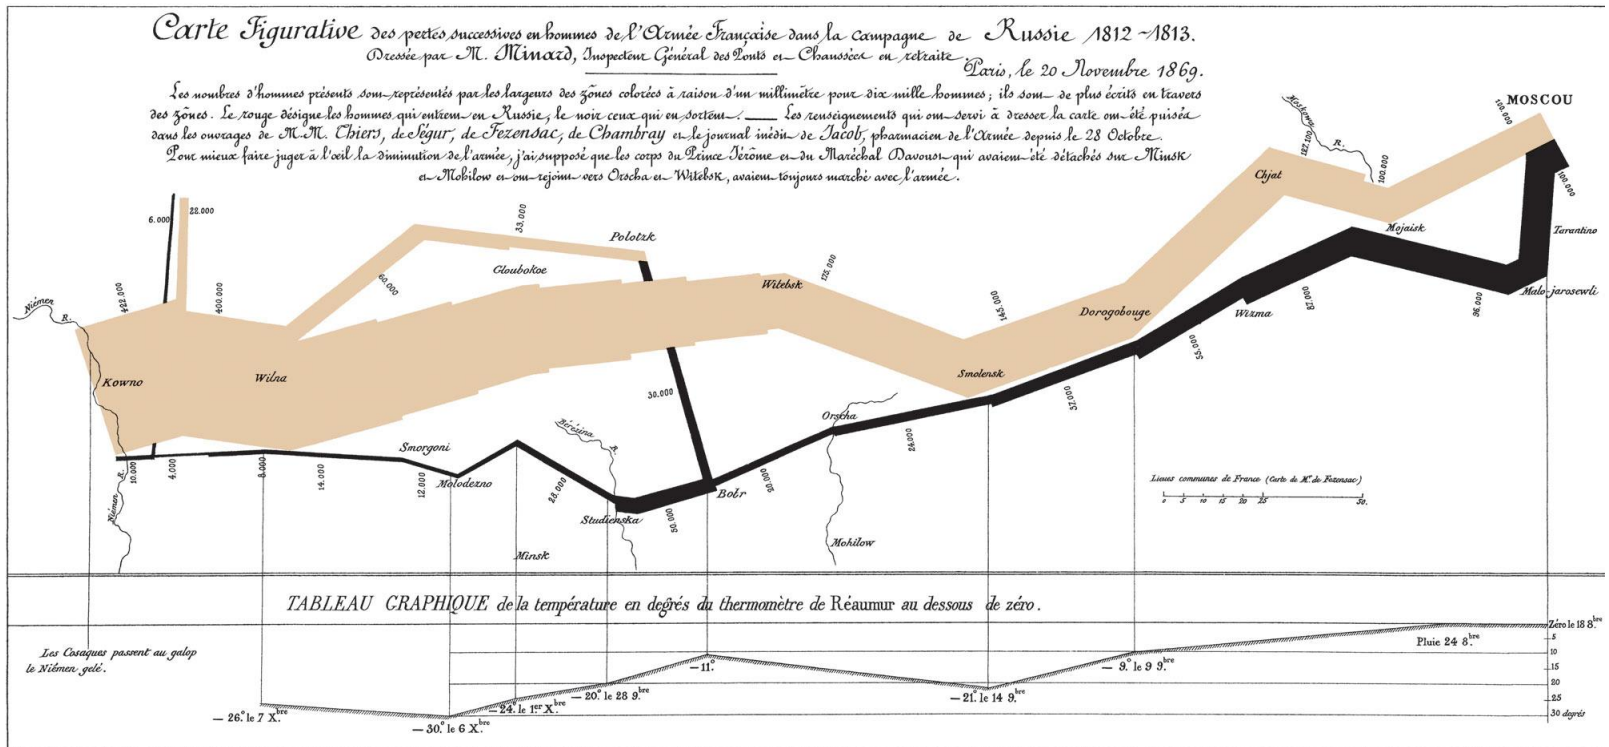 Carte Figurative des pertes successives en hommes de l'Armée Française dans la campagne de Russie 1812-1813.
Dressée par M. Minard, Inspecteur Général des Ponts et Chaussées en retraite.
Paris, le 20 Novembre 1869.
Les nombres d'hommes présents sont représentés par les largeurs des zônes colorées à raison d'un millimètre pour dix mille hommes; ils sont de plus écrits en travers
des zônes. Le rouge désigne les hommes qui entrent en Russie, le noir ceux qui en sortent. Les renseignements qui ont servi à dresser la carte ont été puisés
dans les ouvrages de M.M. Thiers, de Ségur, de Fezensac, de Chambray et le journal inédit de Jacob, pharmacien de l'Armée depuis le 28 Octobre.
Pour mieux faire juger à l'œil la diminution de l'armée, j'ai supposé que les corps du Prince Jérôme et du Maréchal Davoust qui avaient été détachés sur Minsk
et Mohilow et ont rejoint vers Orscha et Witebsk, avaient toujours marché avec l'armée.
MOSCOU
100.000
Moskowa
R.
127.100
100.000
100.000
Chjat
Mojaisk
Tarantino
Malo-jarosewli
6.000
22.000
33.000
Polotzk
Gloubokoe
60.000
422.000
400.000
Niémen
R.
Kowno
Wilna
Witebsk
175.000
145.000
Dorogobouge
Wizma
87.000
96.000
55.000
37.000
Smolensk
30.000
Orscha
24.000
20.000
Bobr
50.000
Studienska
Bérézina
R.
28.000
Smorgoni
Molodezno
12.000
14.000
8.000
4.000
10.000
Niémen R.
Minsk
Mohilow
Lieues communes de France (Carte de M. de Fezensac)
0 5 10 15 20 25 50.
TABLEAU GRAPHIQUE de la température en degrés du thermomètre de Réaumur au dessous de zéro.
Les Cosaques passent au galop
le Niémen gelé.
Zéro le 18 8.bre
Pluie 24 8.bre
5
10
15
20
25
30 degrés
— 9.° le 9 9.bre
— 21.° le 14 9.bre
— 11.°
— 20.° le 28 9.bre
— 24.° le 1.er X.bre
— 30.° le 6 X.bre
— 26.° le 7 X.bre